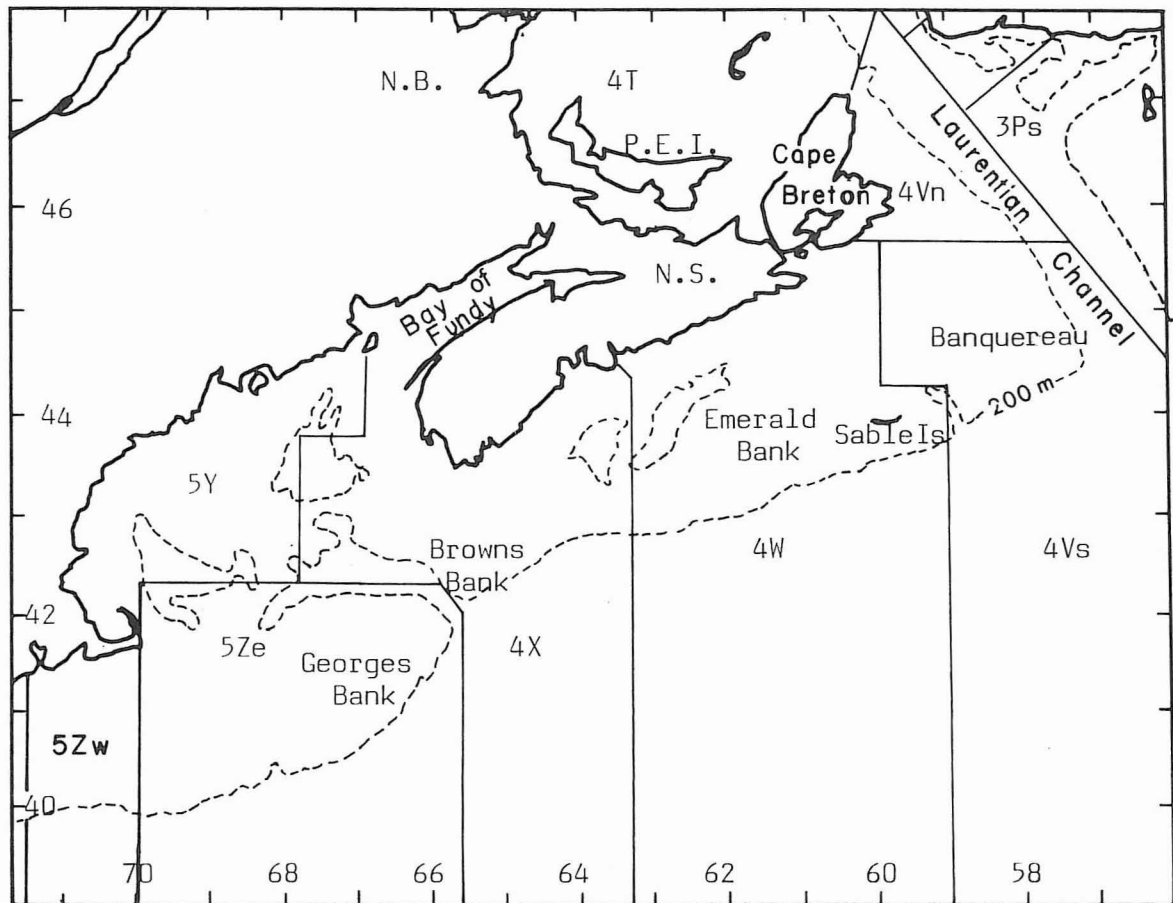 N.B.
4T
3Ps
P.E.I.
Laurentian
Channel
Cape
Breton
4Vn
46
N.S.
Bay of
Fundy
Banquereau
200 m
44
Emerald
Bank
Sable Is
5Y
Browns
Bank
4W
4Vs
42
5Ze
4X
Georges
Bank
5Zw
40
70
68
66
64
62
60
58